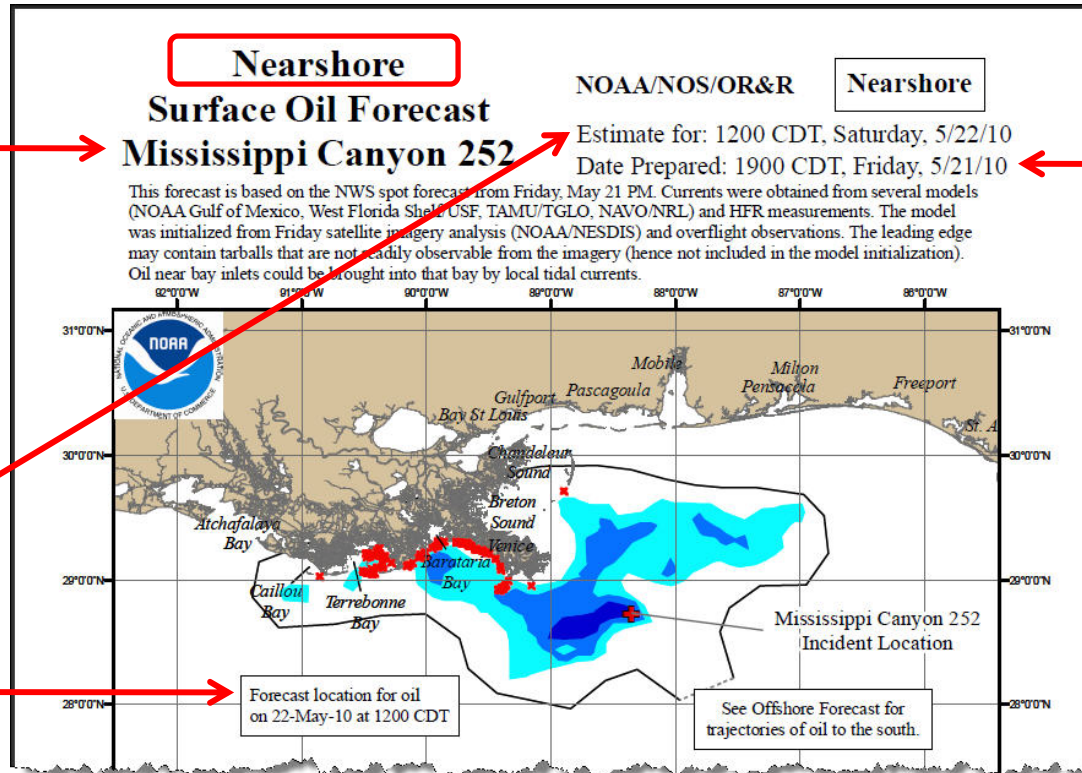 Nearshore
Surface Oil Forecast
Mississippi Canyon 252
NOAA/NOS/OR&R
Nearshore
Estimate for: 1200 CDT, Saturday, 5/22/10
Date Prepared: 1900 CDT, Friday, 5/21/10
This forecast is based on the NWS spot forecast from Friday, May 21 PM. Currents were obtained from several models
(NOAA Gulf of Mexico, West Florida Shelf/USF, TAMU/TGLO, NAVO/NRL) and HFR measurements. The model
was initialized from Friday satellite imagery analysis (NOAA/NESDIS) and overflight observations. The leading edge
may contain tarballs that are not readily observable from the imagery (hence not included in the model initialization).
Oil near bay inlets could be brought into that bay by local tidal currents.
92°0'0"W 91°0'0"W 90°0'0"W 89°0'0"W 88°0'0"W 87°0'0"W 86°0'0"W
31°0'0"N 31°0'0"N
NATIONAL OCEANIC AND ATMOSPHERIC ADMINISTRATION
NOAA
U.S. DEPARTMENT OF COMMERCE
Mobile
Milton
Pensacola
Freeport
Gulfport
Pascagoula
Bay St Louis
St. A
30°0'0"N 30°0'0"N
Chandeleur
Sound
Breton
Sound
Atchafalaya
Bay
Venice
Barataria
Bay
29°0'0"N 29°0'0"N
Caillou
Bay
Terrebonne
Bay
Mississippi Canyon 252
Incident Location
Forecast location for oil
on 22-May-10 at 1200 CDT
See Offshore Forecast for
trajectories of oil to the south.
28°0'0"N 28°0'0"N